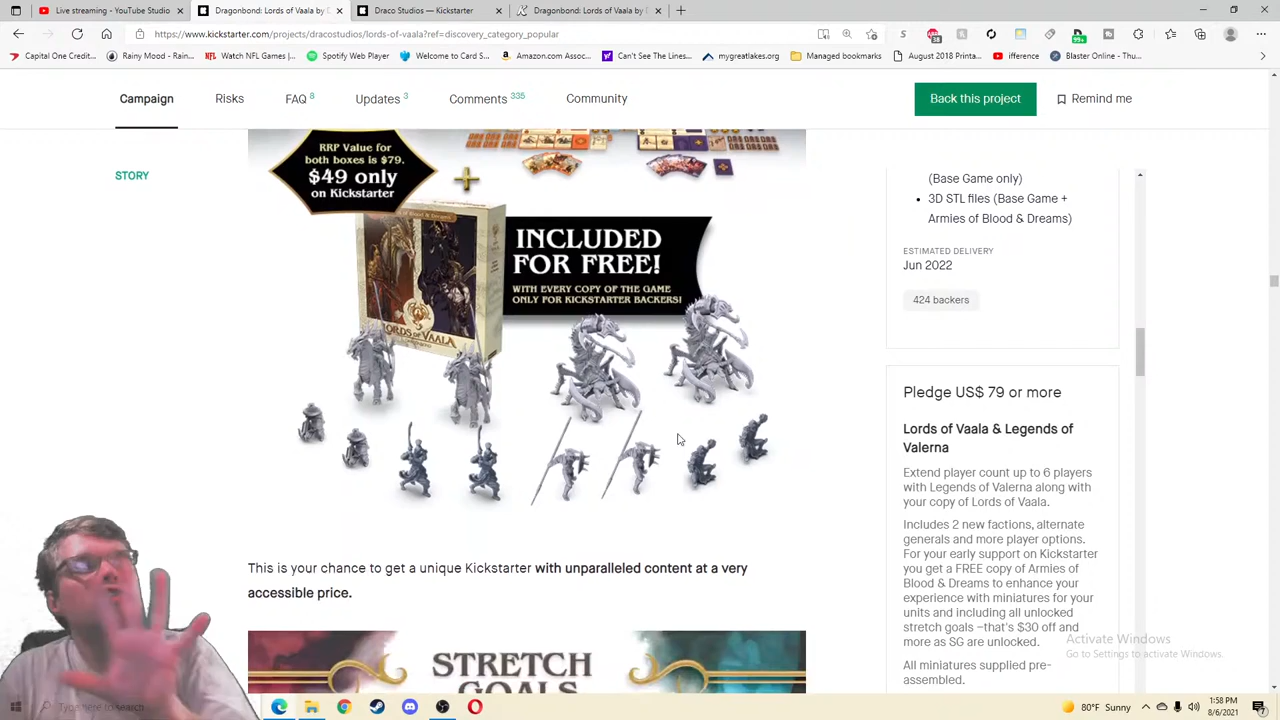 Live streaming - YouTube Studio
Dragonbond: Lords of Vaala by D
Draco Studios — Kickstarter
Dragonbond: Lords of Vaala by
https://www.kickstarter.com/projects/dracostudios/lords-of-vaala?ref=discovery_category_popular
Capital One Credit...
Rainy Mood - Rain...
Watch NFL Games |...
Spotify Web Player
Welcome to Card S...
Amazon.com Assoc...
Can't See The Lines...
mygreatlakes.org
Managed bookmarks
August 2018 Printa...
ifference
Blaster Online - Thu...
Campaign
Risks
FAQ 8
Updates 3
Comments 335
Community
Back this project
Remind me
STORY
RRP Value for
both boxes is $79.
$49 only
on Kickstarter
INCLUDED
FOR FREE!
WITH EVERY COPY OF THE GAME
ONLY FOR KICKSTARTER BACKERS!
LORDS OF VAALA
This is your chance to get a unique Kickstarter with unparalleled content at a very
accessible price.
STRETCH
GOALS
(Base Game only)
3D STL files (Base Game +
Armies of Blood & Dreams)
ESTIMATED DELIVERY
Jun 2022
424 backers
Pledge US$ 79 or more
Lords of Vaala & Legends of
Valerna
Extend player count up to 6 players
with Legends of Valerna along with
your copy of Lords of Vaala.
Includes 2 new factions, alternate
generals and more player options.
For your early support on Kickstarter
you get a FREE copy of Armies of
Blood & Dreams to enhance your
experience with miniatures for your
units and including all unlocked
stretch goals –that's $30 off and
more as SG are unlocked.
All miniatures supplied pre-
assembled.
Activate Windows
Go to Settings to activate Windows.
Type here to search
80°F Sunny
1:58 PM
8/6/2021